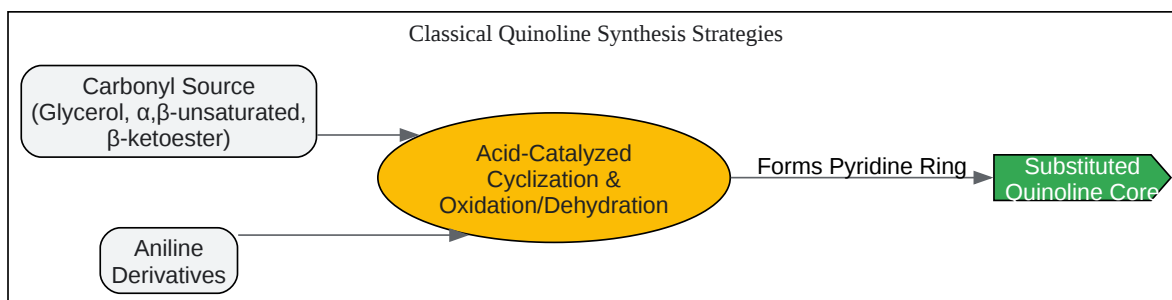 Classical Quinoline Synthesis Strategies
Carbonyl Source
(Glycerol, α,β-unsaturated,
β-ketoester)
Acid-Catalyzed
Cyclization &
Oxidation/Dehydration
Forms Pyridine Ring
Substituted
Quinoline Core
Aniline
Derivatives